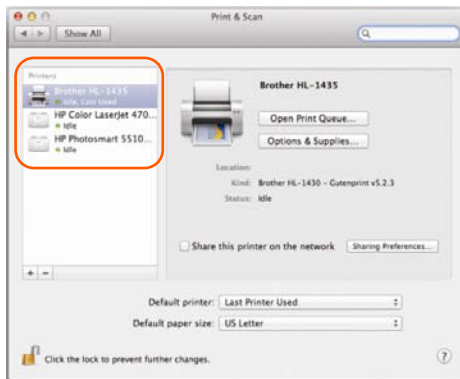 Print & Scan
Show All
Printers
Brother HL-1435
Idle, Last Used
HP Color LaserJet 470...
Idle
HP Photosmart 5510...
Idle
Brother HL-1435
Open Print Queue...
Options & Supplies...
Location:
Kind: Brother HL-1430 - Gutenprint v5.2.3
Status: Idle
Share this printer on the network
Sharing Preferences...
+ −
Default printer: Last Printer Used
Default paper size: US Letter
Click the lock to prevent further changes.
?